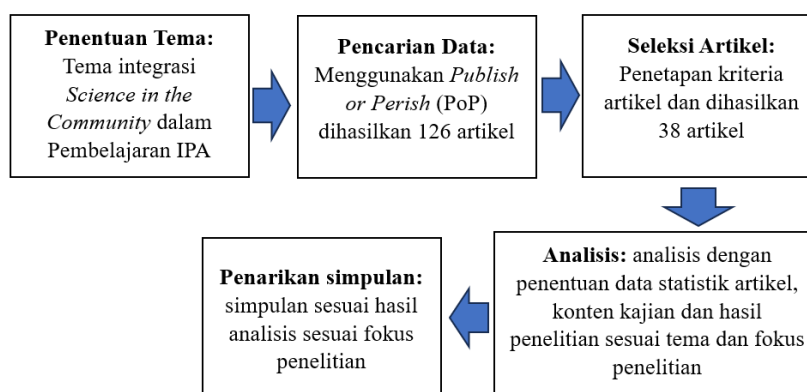 Penentuan Tema:
Tema integrasi
Science in the
Community dalam
Pembelajaran IPA
Pencarian Data:
Menggunakan Publish
or Perish (PoP)
dihasilkan 126 artikel
Seleksi Artikel:
Penetapan kriteria
artikel dan dihasilkan
38 artikel
Analisis: analisis dengan
penentuan data statistik artikel,
konten kajian dan hasil
penelitian sesuai tema dan fokus
penelitian
Penarikan simpulan:
simpulan sesuai hasil
analisis sesuai fokus
penelitian